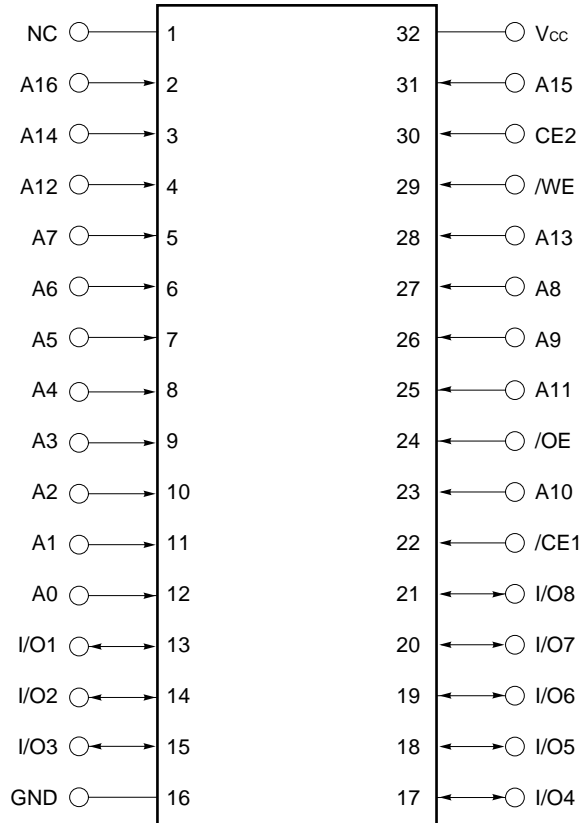 NC 1 32 Vcc
A16 2 31 A15
A14 3 30 CE2
A12 4 29 /WE
A7 5 28 A13
A6 6 27 A8
A5 7 26 A9
A4 8 25 A11
A3 9 24 /OE
A2 10 23 A10
A1 11 22 /CE1
A0 12 21 I/O8
I/O1 13 20 I/O7
I/O2 14 19 I/O6
I/O3 15 18 I/O5
GND 16 17 I/O4